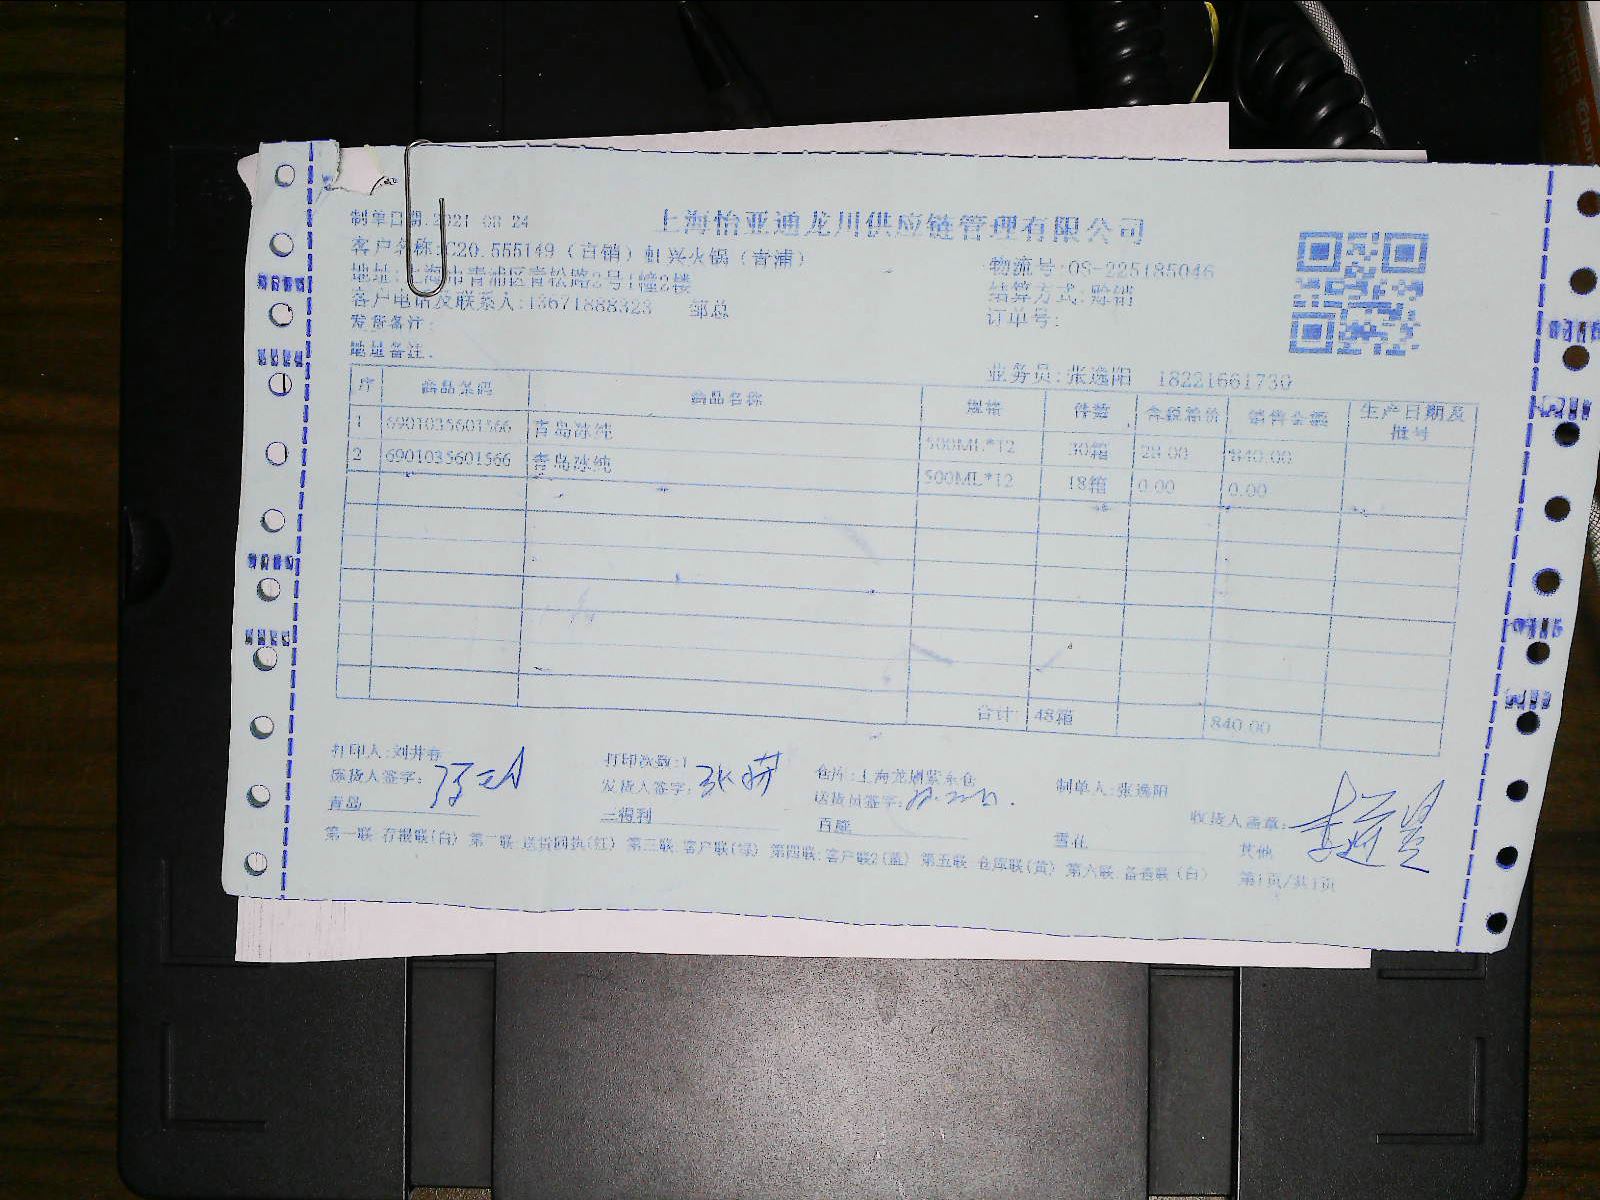 上海怡亚通龙川供应链管理有限公司
制单日期:2021-08-24
客户名称:C20.555149（直销）虹兴火锅（青浦）
物流号:OS-225185046
地址:上海市青浦区青松路2号1幢2楼
结算方式:赊销
客户电话及联系人:13671888323 邹总
订单号:
发货备注:
地址备注:
业务员:张逸阳 18221661730
序 商品条码 商品名称 规格 件数 含税箱价 销售金额 生产日期及批号
1 6901035601566 青岛冰纯 500ML*12 30箱 28.00 840.00
2 6901035601566 青岛冰纯 500ML*12 18箱 0.00 0.00
合计: 48箱 840.00
打印人:刘井春 打印次数:1 仓库:上海龙川紫东仓 制单人:张逸阳
验货人签字: 发货人签字:张 送货员签字: 收货人盖章:
青岛 三得利 百威 雪花 其他
第一联:存根联(白) 第二联:送货回执(红) 第三联:客户联(绿) 第四联:客户联2(蓝) 第五联:仓库联(黄) 第六联:备查联(白) 第1页/共1页